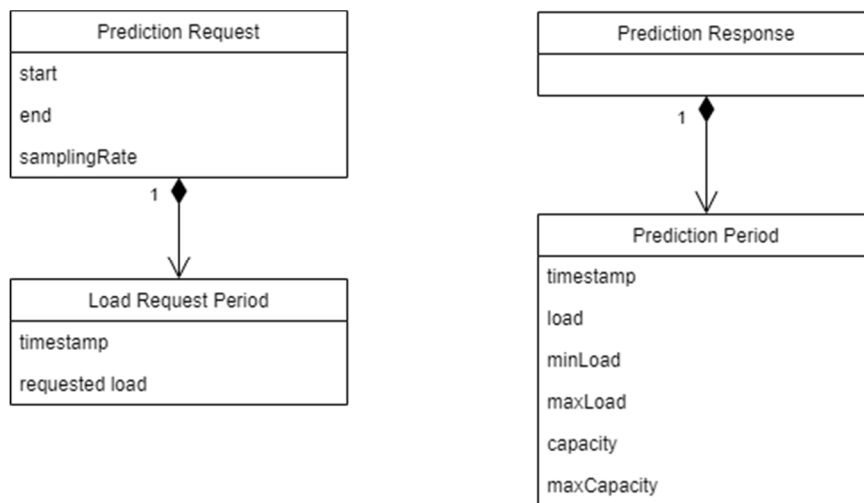 Prediction Request
start
end
samplingRate
1
Load Request Period
timestamp
requested load
Prediction Response
1
Prediction Period
timestamp
load
minLoad
maxLoad
capacity
maxCapacity